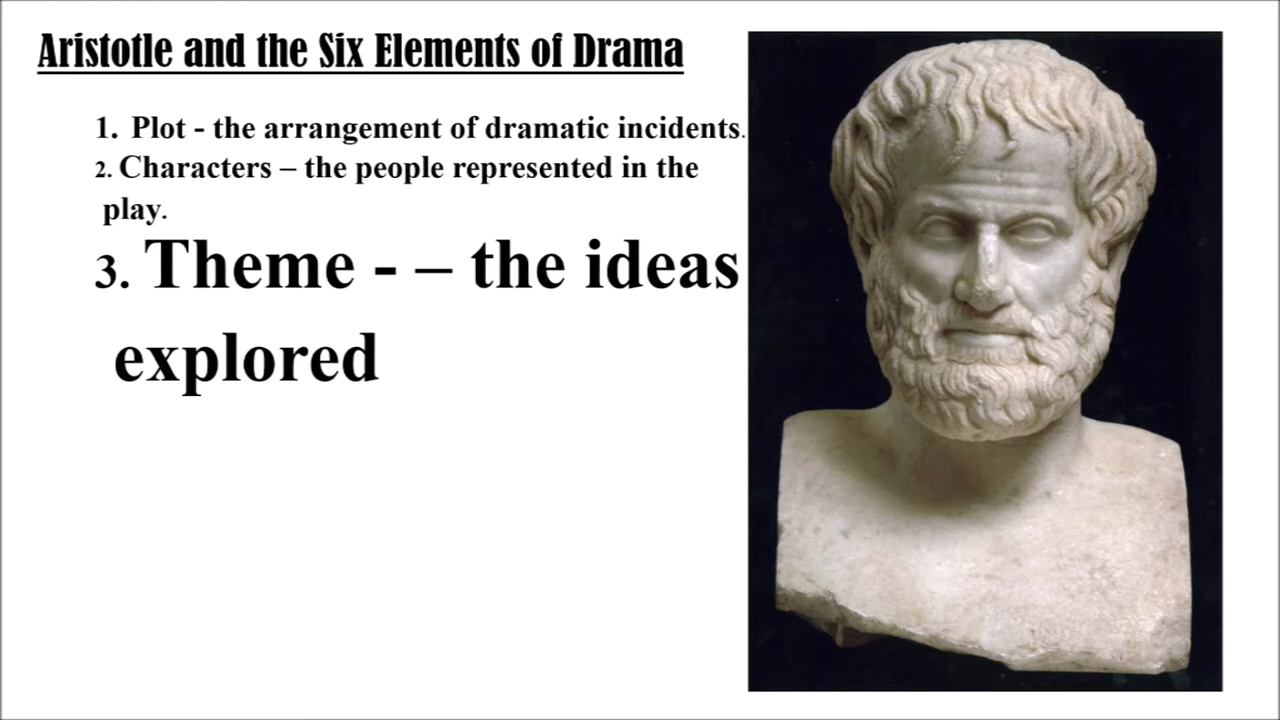 Aristotle and the Six Elements of Drama
1. Plot - the arrangement of dramatic incidents.
2. Characters – the people represented in the
play.
3. Theme - – the ideas
explored